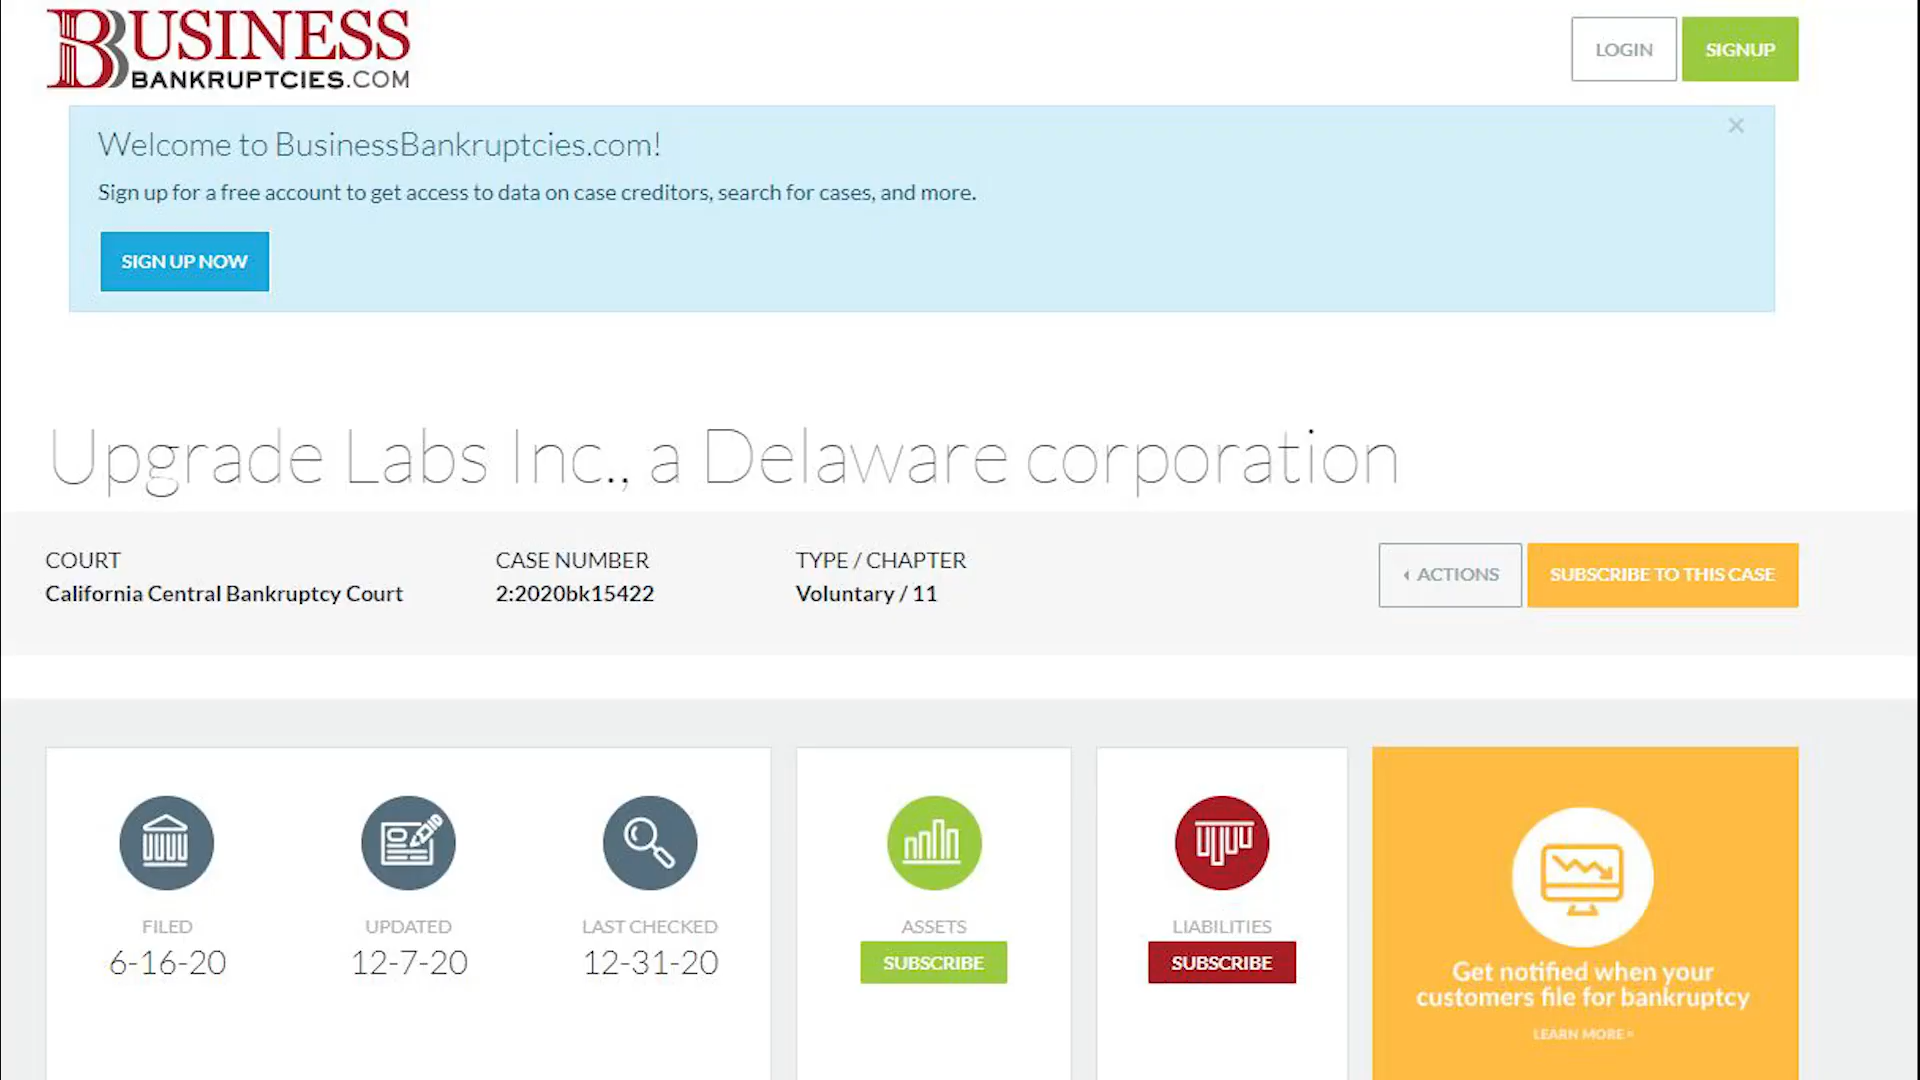 BUSINESS
BANKRUPTCIES.COM
LOGIN
SIGNUP
Welcome to BusinessBankruptcies.com!
×
Sign up for a free account to get access to data on case creditors, search for cases, and more.
SIGN UP NOW
Upgrade Labs Inc., a Delaware corporation
COURT
California Central Bankruptcy Court
CASE NUMBER
2:2020bk15422
TYPE / CHAPTER
Voluntary / 11
ACTIONS
SUBSCRIBE TO THIS CASE
FILED
6-16-20
UPDATED
12-7-20
LAST CHECKED
12-31-20
ASSETS
SUBSCRIBE
LIABILITIES
SUBSCRIBE
Get notified when your
customers file for bankruptcy
LEARN MORE »